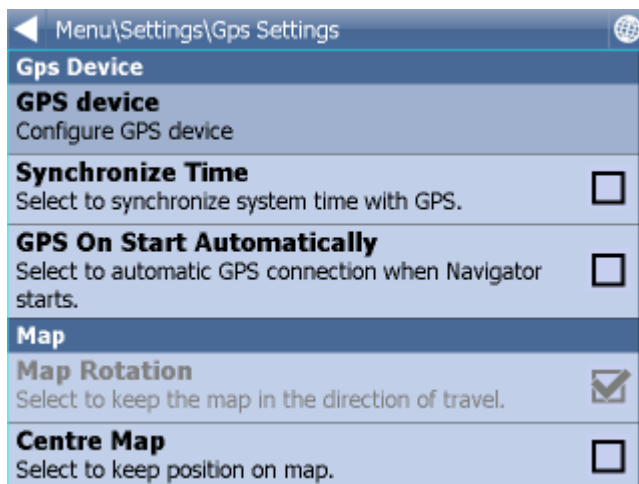 Menu\Settings\Gps Settings
Gps Device
GPS device
Configure GPS device
Synchronize Time
Select to synchronize system time with GPS.
GPS On Start Automatically
Select to automatic GPS connection when Navigator
starts.
Map
Map Rotation
Select to keep the map in the direction of travel.
Centre Map
Select to keep position on map.